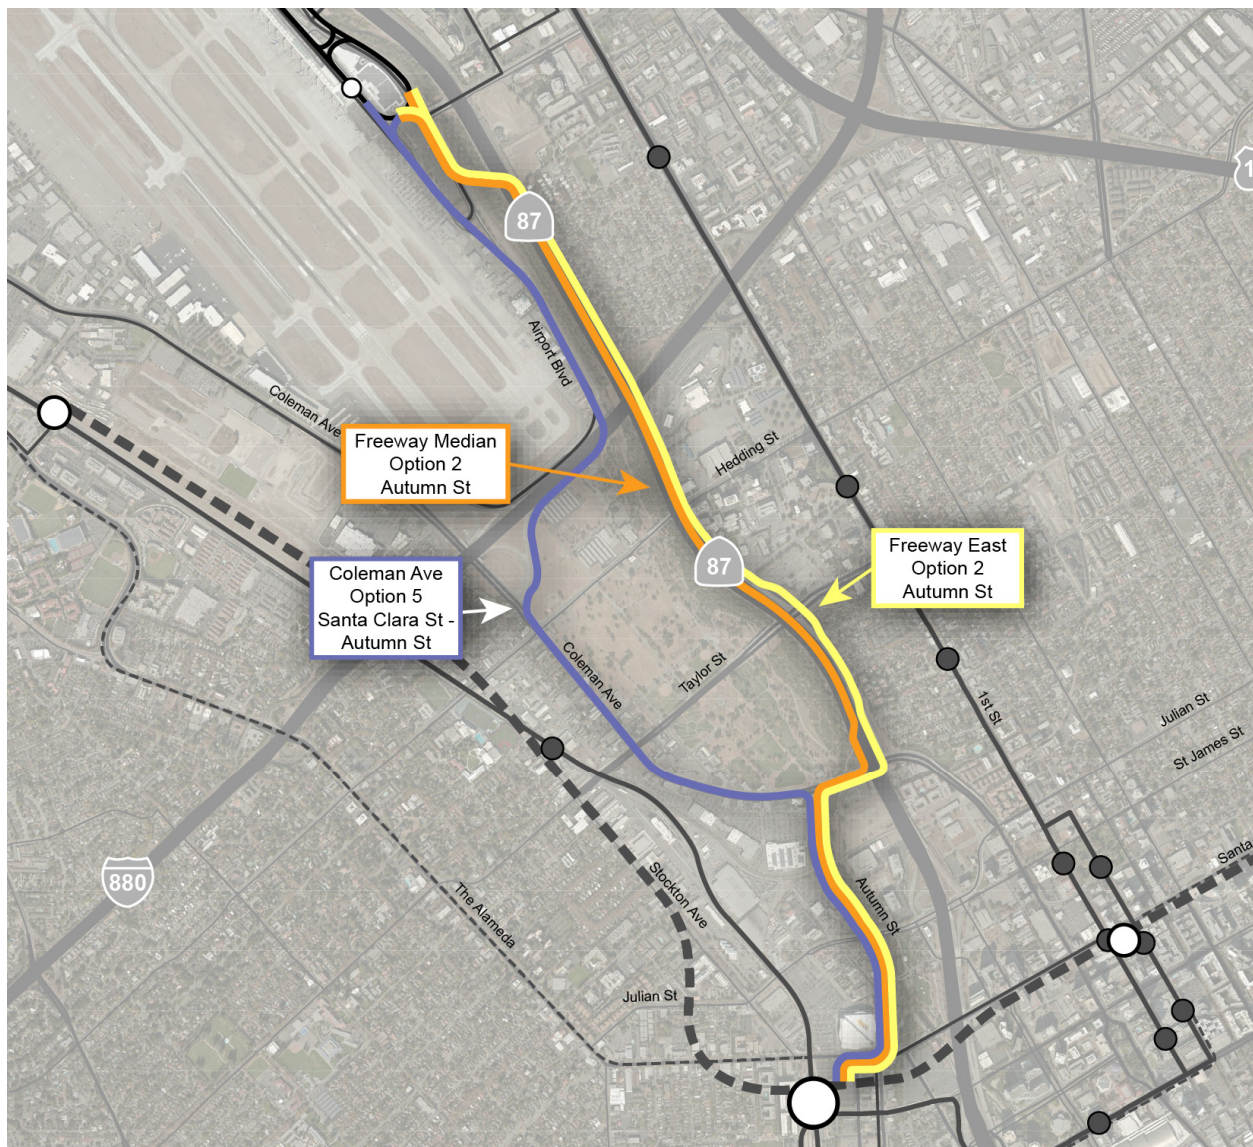 1
87
Airport Blvd
Coleman Ave
Freeway Median
Option 2
Autumn St
Hedding St
87
Freeway East
Option 2
Autumn St
Coleman Ave
Option 5
Santa Clara St -
Autumn St
Coleman Ave
Taylor St
1st St
Julian St
St James St
880
The Alameda
Stockton Ave
Autumn St
Santa
Julian St